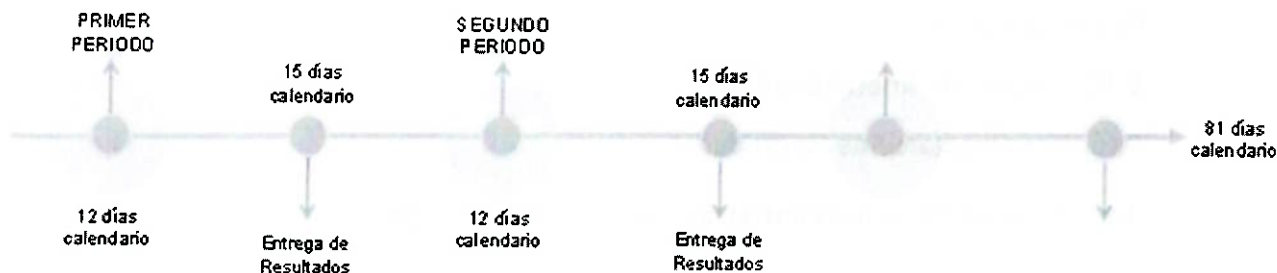 PRIMER
PERIODO
12 días
calendario
15 días
calendario
Entrega de
Resultados
SEGUNDO
PERIODO
12 días
calendario
15 días
calendario
Entrega de
Resultados
81 días
calendario